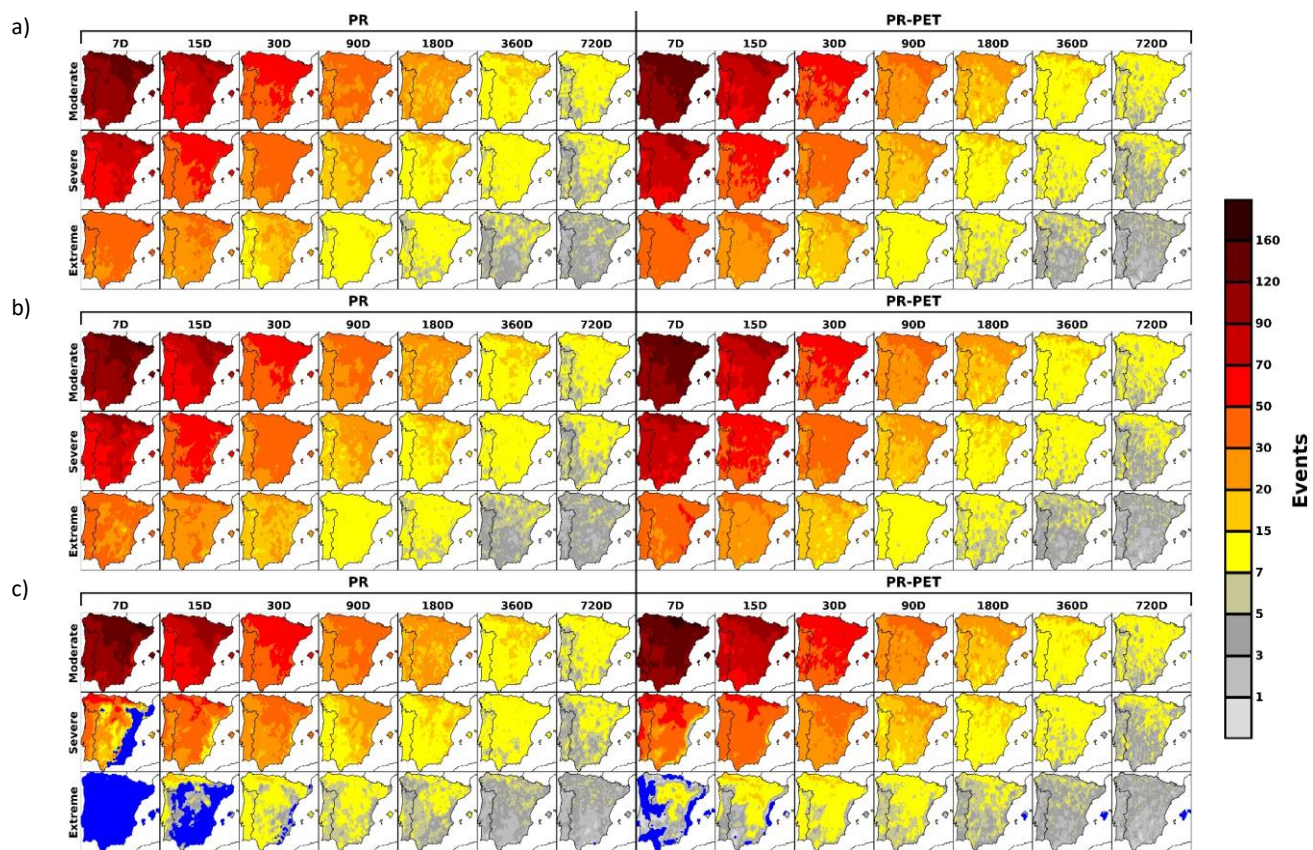 a)
PR PR-PET
7D 15D 30D 90D 180D 360D 720D 7D 15D 30D 90D 180D 360D 720D
Moderate
Severe
Extreme
b)
PR PR-PET
7D 15D 30D 90D 180D 360D 720D 7D 15D 30D 90D 180D 360D 720D
Moderate
Severe
Extreme
c)
PR PR-PET
7D 15D 30D 90D 180D 360D 720D 7D 15D 30D 90D 180D 360D 720D
Moderate
Severe
Extreme
160
120
90
70
50
30
20
15
7
5
3
1
Events